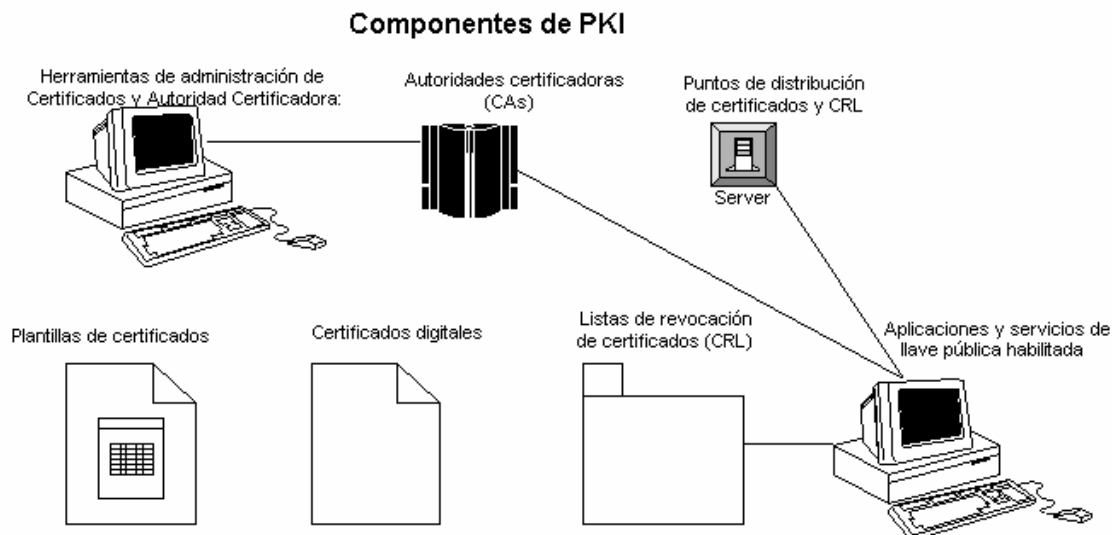 Componentes de PKI
Herramientas de administración de
Certificados y Autoridad Certificadora:
Autoridades certificadoras
(CAs)
Puntos de distribución
de certificados y CRL
Server
Plantillas de certificados
Certificados digitales
Listas de revocación
de certificados (CRL)
Aplicaciones y servicios de
llave pública habilitada